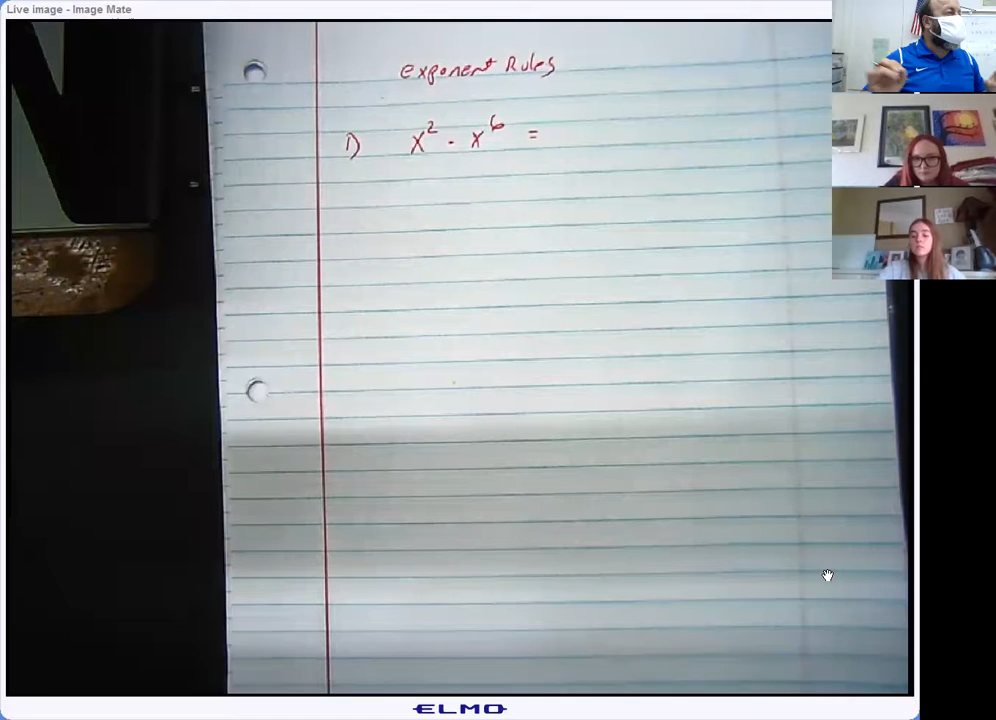 Live image - Image Mate
exponent Rules
1) x² · x⁶ =
ELMO